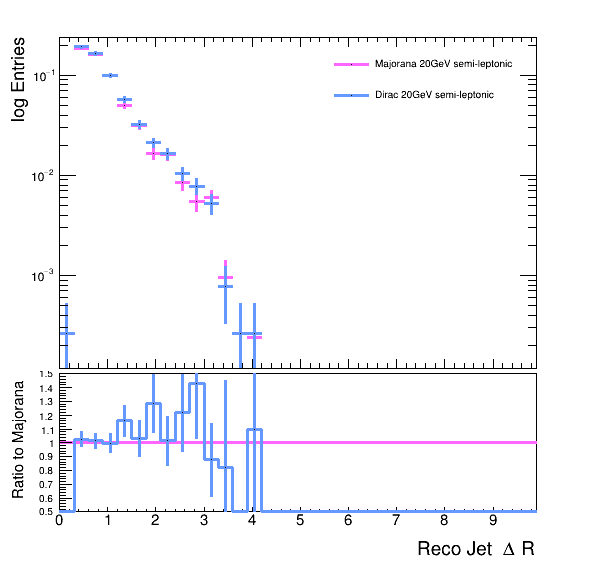 log Entries
Majorana 20GeV semi-leptonic
Dirac 20GeV semi-leptonic
10⁻¹
10⁻²
10⁻³
Ratio to Majorana
1.5
1.4
1.3
1.2
1.1
1
0.9
0.8
0.7
0.6
0.5
0 1 2 3 4 5 6 7 8 9
Reco Jet Δ R